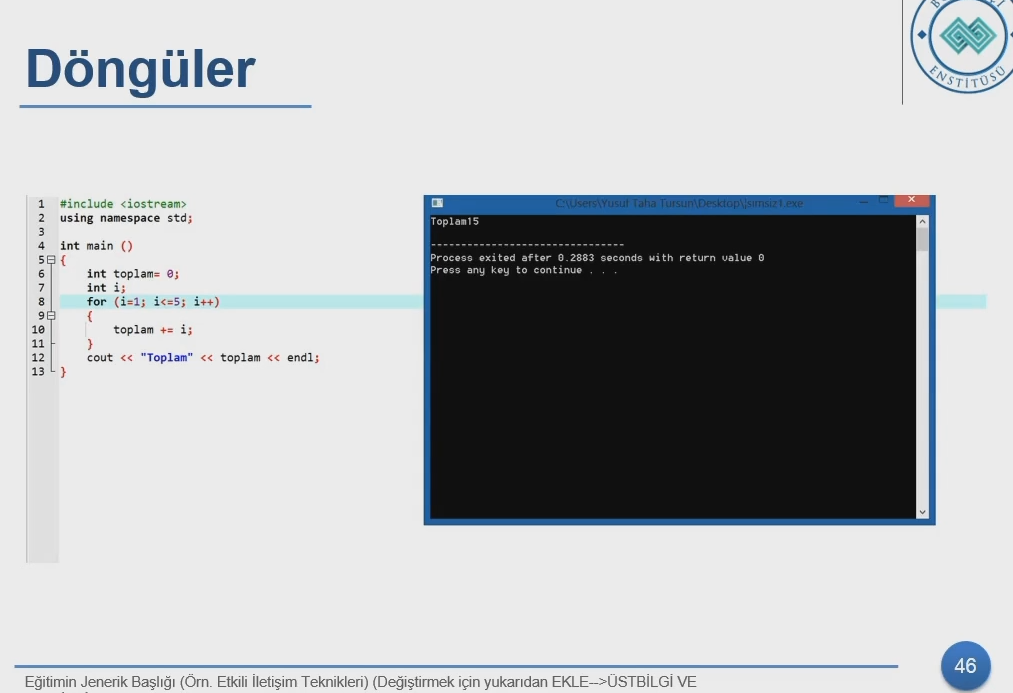 Döngüler
ENSTİTÜSÜ
1 #include <iostream>
2 using namespace std;
3
4 int main ()
5 {
6 int toplam= 0;
7 int i;
8 for (i=1; i<=5; i++)
9 {
10 toplam += i;
11 }
12 cout << "Toplam" << toplam << endl;
13 }
C:\Users\Yusuf Taha Tursun\Desktop\İsimsiz1.exe
Toplam15
--------------------------------
Process exited after 0.2883 seconds with return value 0
Press any key to continue . . .
46
Eğitimin Jenerik Başlığı (Örn. Etkili İletişim Teknikleri) (Değiştirmek için yukarıdan EKLE-->ÜSTBİLGİ VE